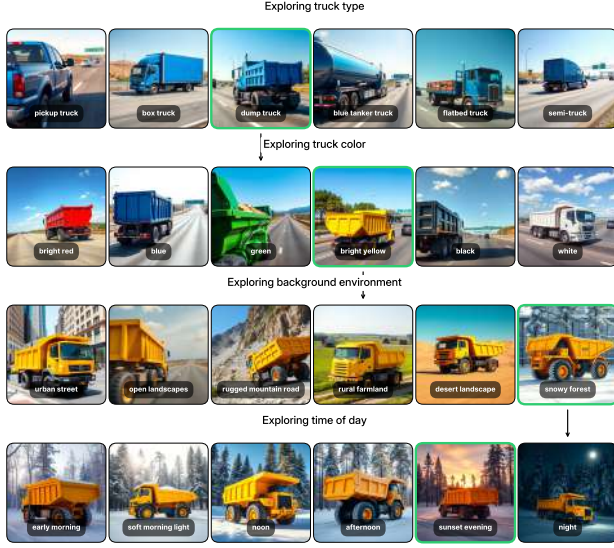 Exploring truck type
pickup truck
box truck
dump truck
blue tanker truck
flatbed truck
semi-truck
Exploring truck color
bright red
blue
green
bright yellow
black
white
Exploring background environment
urban street
open landscapes
rugged mountain road
rural farmland
desert landscape
snowy forest
Exploring time of day
early morning
soft morning light
noon
afternoon
sunset evening
night